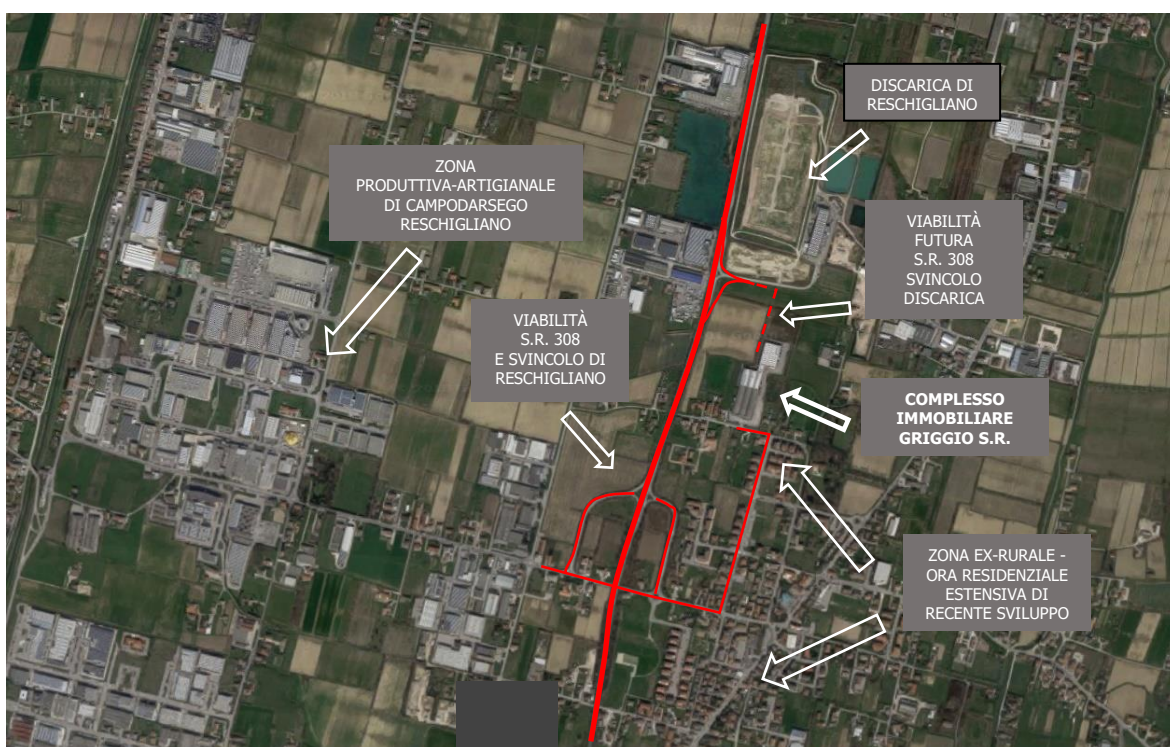 DISCARICA DI
RESCHIGLIANO
ZONA
PRODUTTIVA-ARTIGIANALE
DI CAMPODARSEGO
RESCHIGLIANO
VIABILITÀ
FUTURA
S.R. 308
SVINCOLO
DISCARICA
VIABILITÀ
S.R. 308
E SVINCOLO DI
RESCHIGLIANO
COMPLESSO
IMMOBILIARE
GRIGGIO S.R.
ZONA EX-RURALE -
ORA RESIDENZIALE
ESTENSIVA DI
RECENTE SVILUPPO